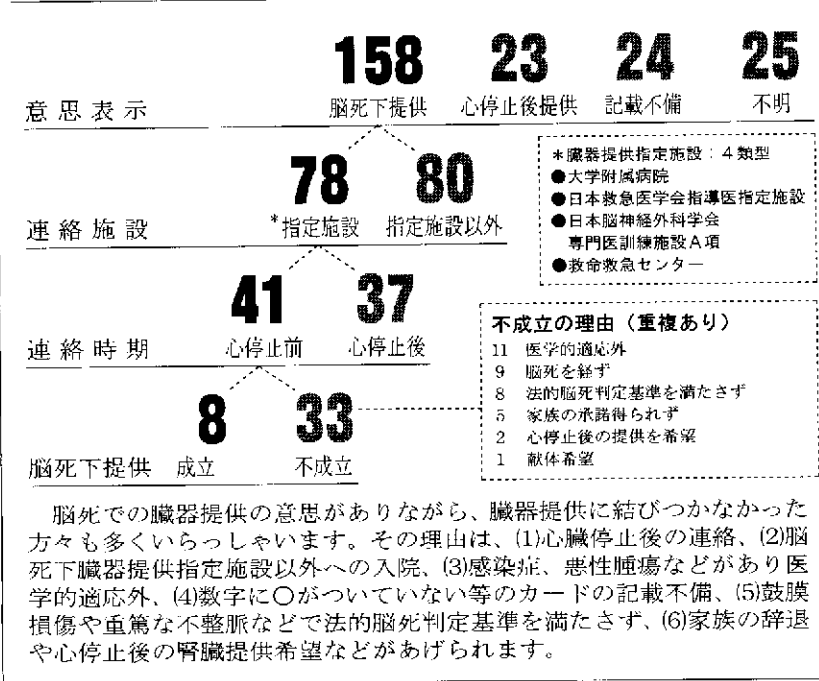 158 23 24 25
意思表示 脳死下提供 心停止後提供 記載不備 不明
78 80
連絡施設 *指定施設 指定施設以外
*臓器提供指定施設：４類型
●大学附属病院
●日本救急医学会指導医指定施設
●日本脳神経外科学会
専門医訓練施設Ａ項
●救命救急センター
41 37
連絡時期 心停止前 心停止後
8 33
脳死下提供 成立 不成立
不成立の理由（重複あり）
11 医学的適応外
9 脳死を経ず
8 法的脳死判定基準を満たさず
5 家族の承諾得られず
2 心停止後の提供を希望
1 献体希望
脳死での臓器提供の意思がありながら、臓器提供に結びつかなかった
方々も多くいらっしゃいます。その理由は、(1)心臓停止後の連絡、(2)脳
死下臓器提供指定施設以外への入院、(3)感染症、悪性腫瘍などがあり医
学的適応外、(4)数字に○がついていない等のカードの記載不備、(5)鼓膜
損傷や重篤な不整脈などで法的脳死判定基準を満たさず、(6)家族の辞退
や心停止後の腎臓提供希望などがあげられます。